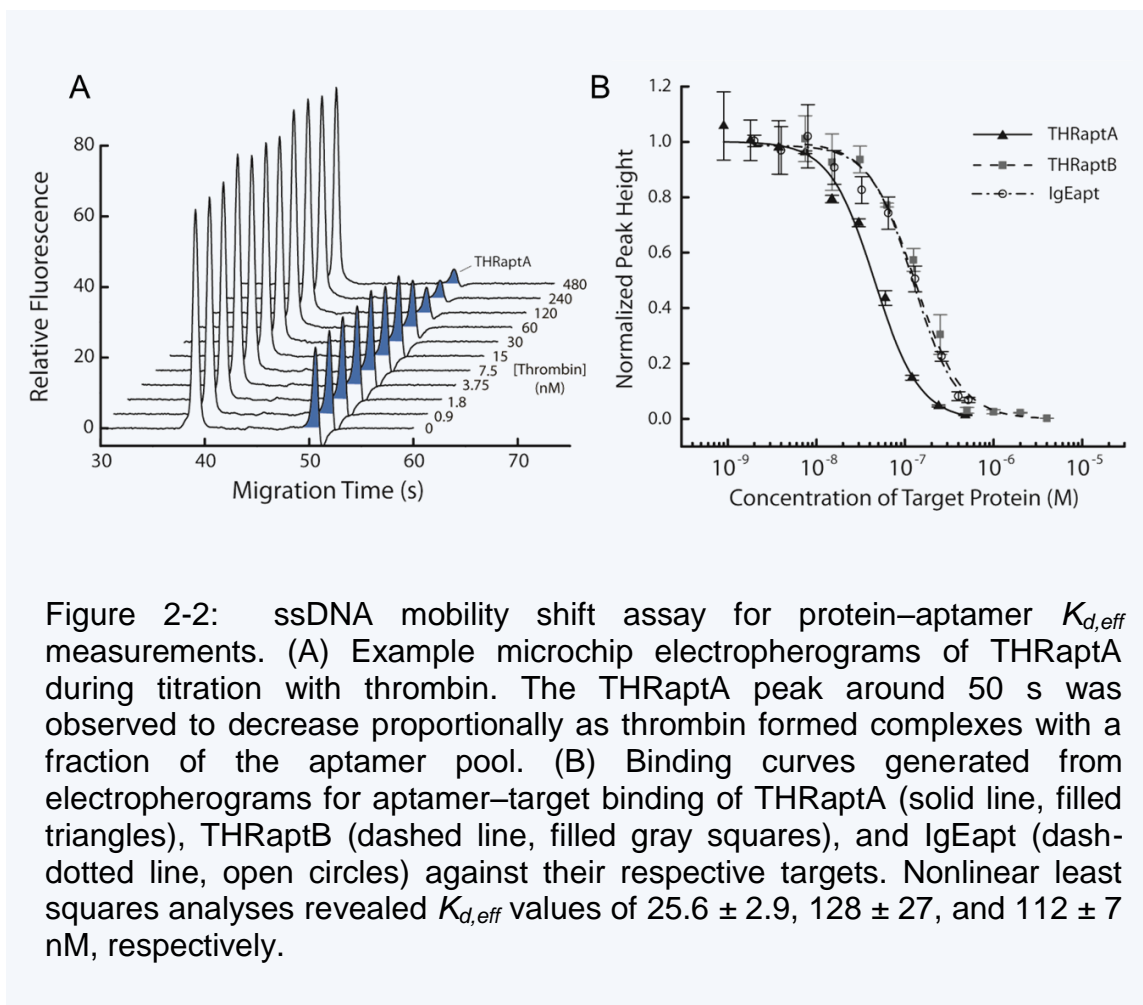 A
80
60
40
20
0
Relative Fluorescence
30
40
50
60
70
Migration Time (s)
THRaptA
480
240
120
60
30
15
7.5
3.75
1.8
0.9
0
[Thrombin]
(nM)
B
1.2
1.0
0.8
0.6
0.4
0.2
0.0
Normalized Peak Height
10⁻⁹
10⁻⁸
10⁻⁷
10⁻⁶
10⁻⁵
Concentration of Target Protein (M)
THRaptA
THRaptB
IgEapt
Figure 2-2: ssDNA mobility shift assay for protein–aptamer Kd,eff
measurements. (A) Example microchip electropherograms of THRaptA
during titration with thrombin. The THRaptA peak around 50 s was
observed to decrease proportionally as thrombin formed complexes with a
fraction of the aptamer pool. (B) Binding curves generated from
electropherograms for aptamer–target binding of THRaptA (solid line, filled
triangles), THRaptB (dashed line, filled gray squares), and IgEapt (dash-
dotted line, open circles) against their respective targets. Nonlinear least
squares analyses revealed Kd,eff values of 25.6 ± 2.9, 128 ± 27, and 112 ± 7
nM, respectively.